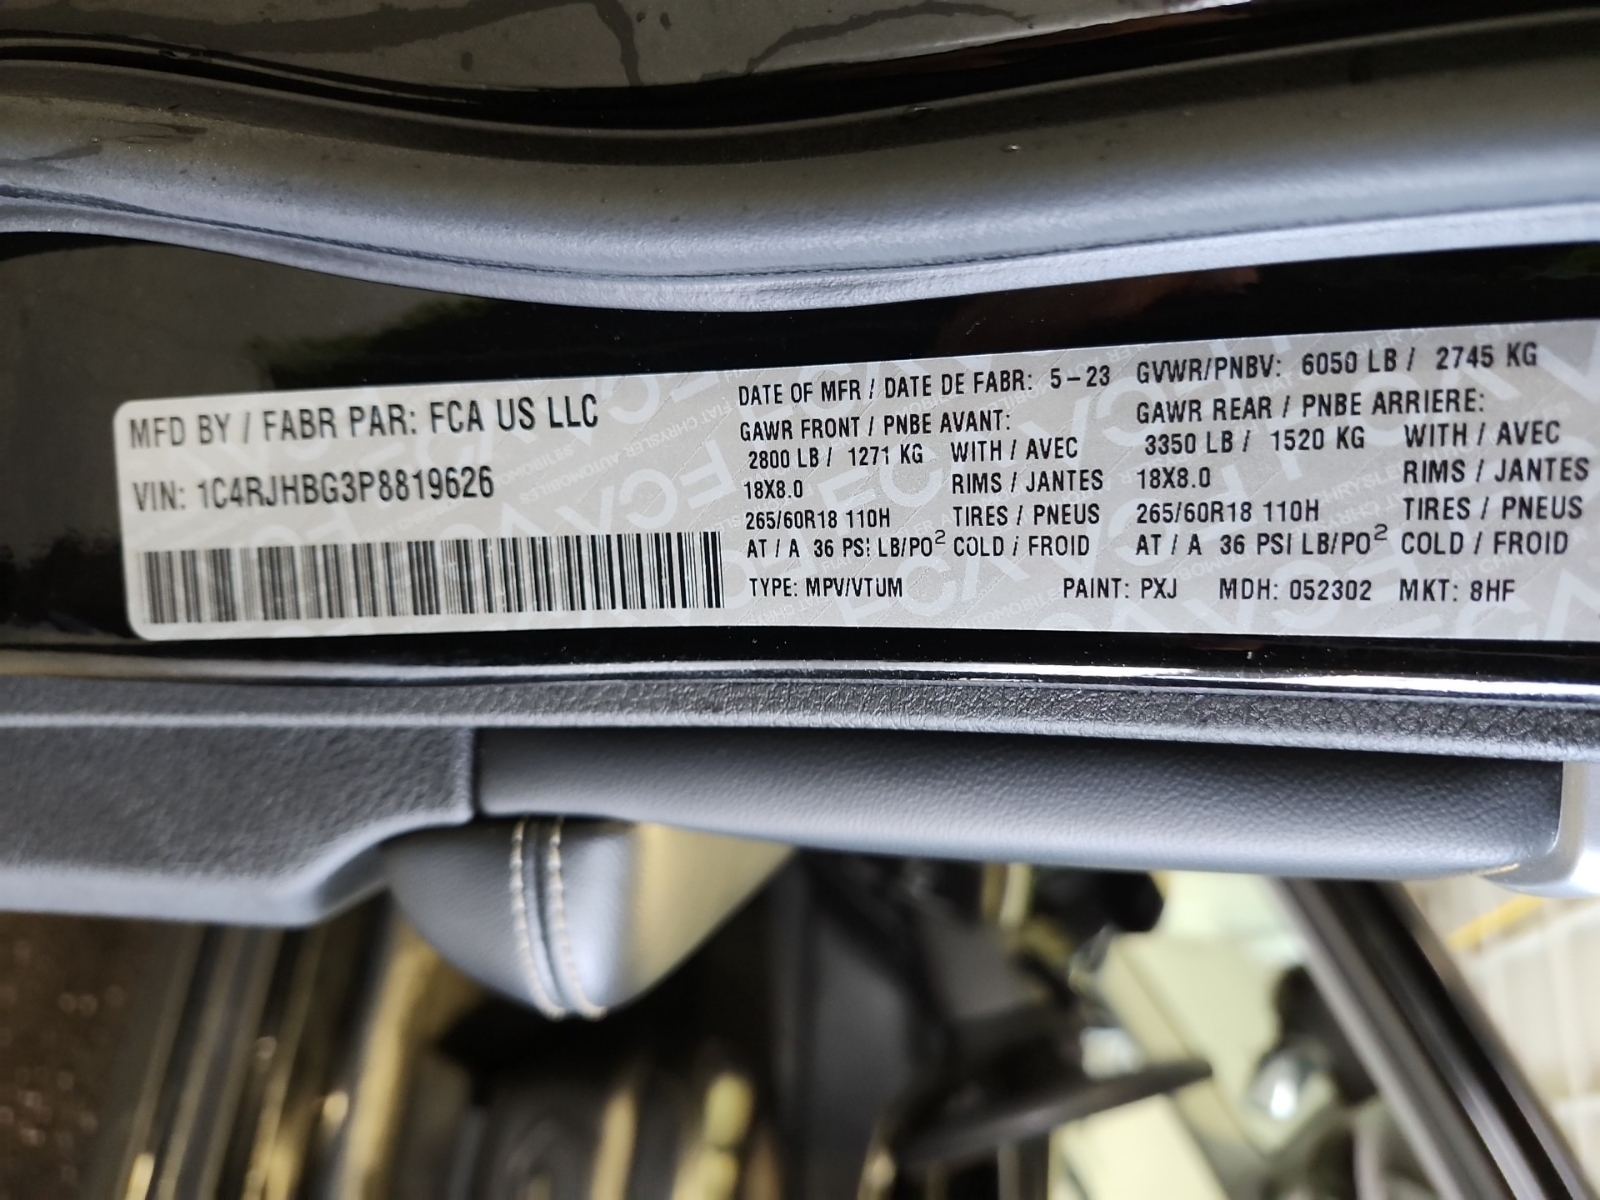 MFD BY / FABR PAR: FCA US LLC
VIN: 1C4RJHBG3P8819626
DATE OF MFR / DATE DE FABR: 5-23
GAWR FRONT / PNBE AVANT:
2800 LB / 1271 KG WITH / AVEC
18X8.0 RIMS / JANTES
265/60R18 110H TIRES / PNEUS
AT / A 36 PSI LB/PO² COLD / FROID
TYPE: MPV/VTUM
GVWR/PNBV: 6050 LB / 2745 KG
GAWR REAR / PNBE ARRIERE:
3350 LB / 1520 KG WITH / AVEC
18X8.0 RIMS / JANTES
265/60R18 110H TIRES / PNEUS
AT / A 36 PSI LB/PO² COLD / FROID
PAINT: PXJ MDH: 052302 MKT: 8HF